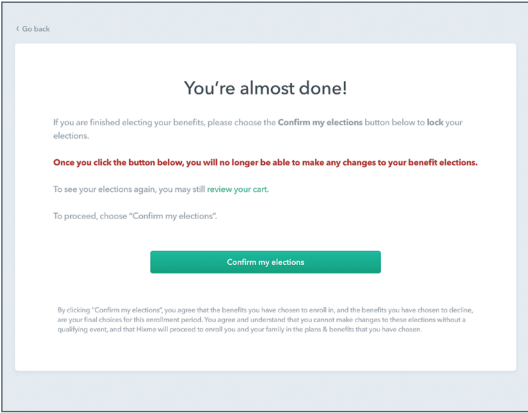 ‹ Go back
You're almost done!
If you are finished electing your benefits, please choose the Confirm my elections button below to lock your
elections.
Once you click the button below, you will no longer be able to make any changes to your benefit elections.
To see your elections again, you may still review your cart.
To proceed, choose "Confirm my elections".
Confirm my elections
By clicking "Confirm my elections", you agree that the benefits you have chosen to enroll in, and the benefits you have chosen to decline,
are your final choices for this enrollment period. You agree and understand that you cannot make changes to these elections without a
qualifying event, and that Hixme will proceed to enroll you and your family in the plans & benefits that you have chosen.